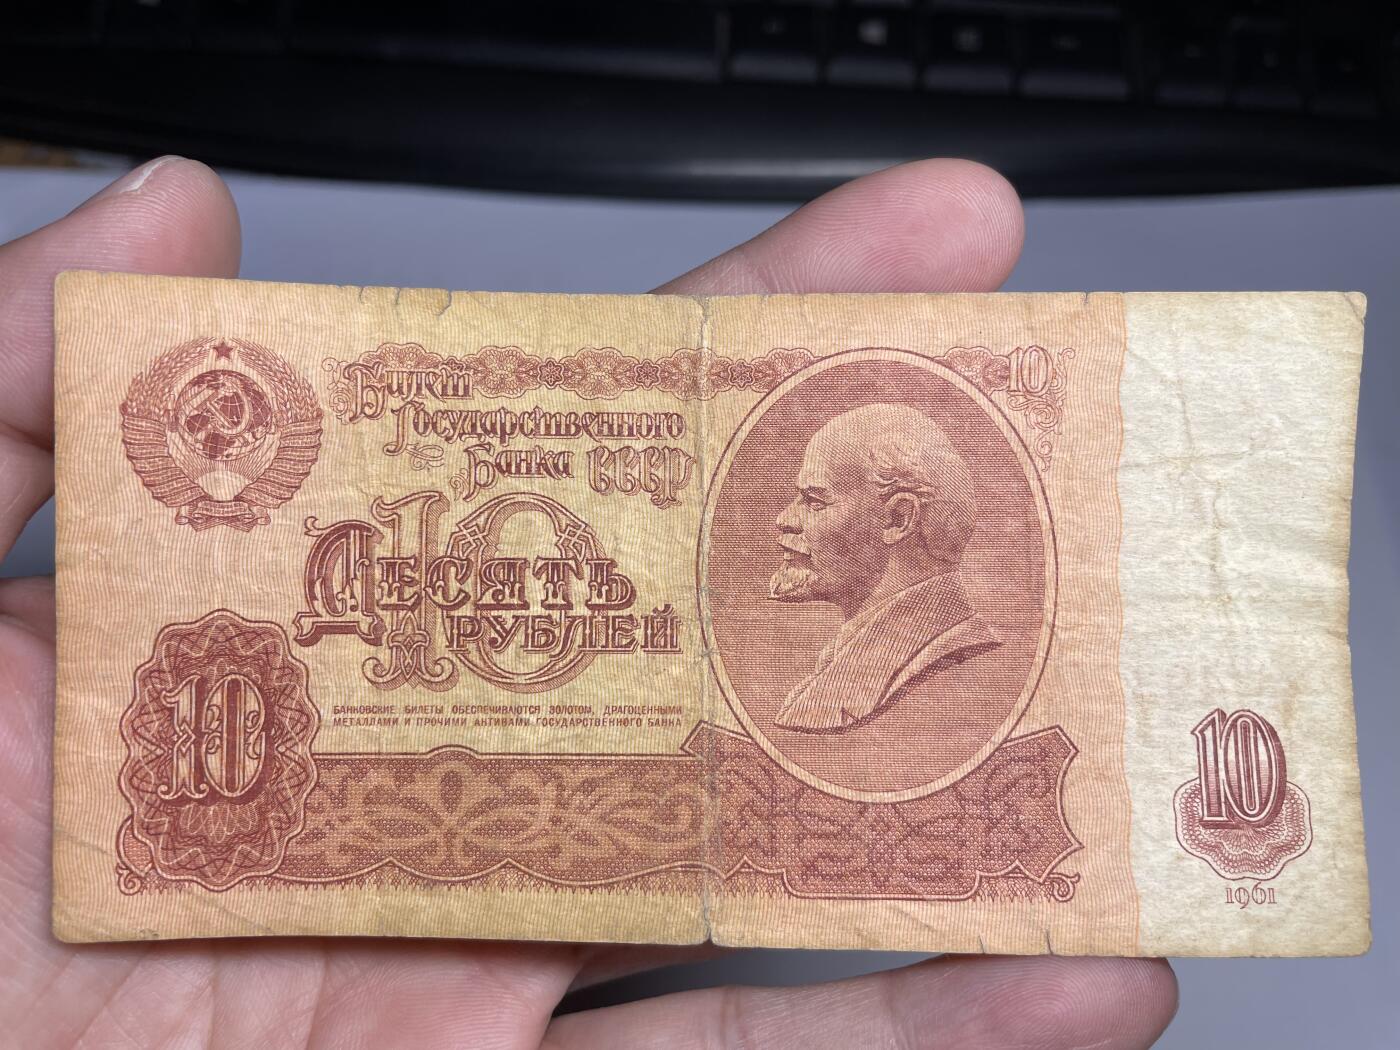 Билет
Государственного
Банка СССР
10
10
Десять
рублей
БАНКОВСКИЕ БИЛЕТЫ ОБЕСПЕЧИВАЮТСЯ ЗОЛОТОМ, ДРАГОЦЕННЫМИ
МЕТАЛЛАМИ И ПРОЧИМИ АКТИВАМИ ГОСУДАРСТВЕННОГО БАНКА
10
10
1961